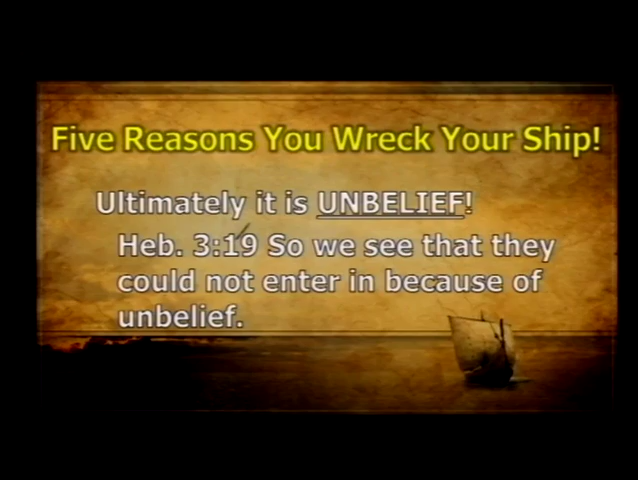 Five Reasons You Wreck Your Ship!
Ultimately it is UNBELIEF!
Heb. 3:19 So we see that they
could not enter in because of
unbelief.